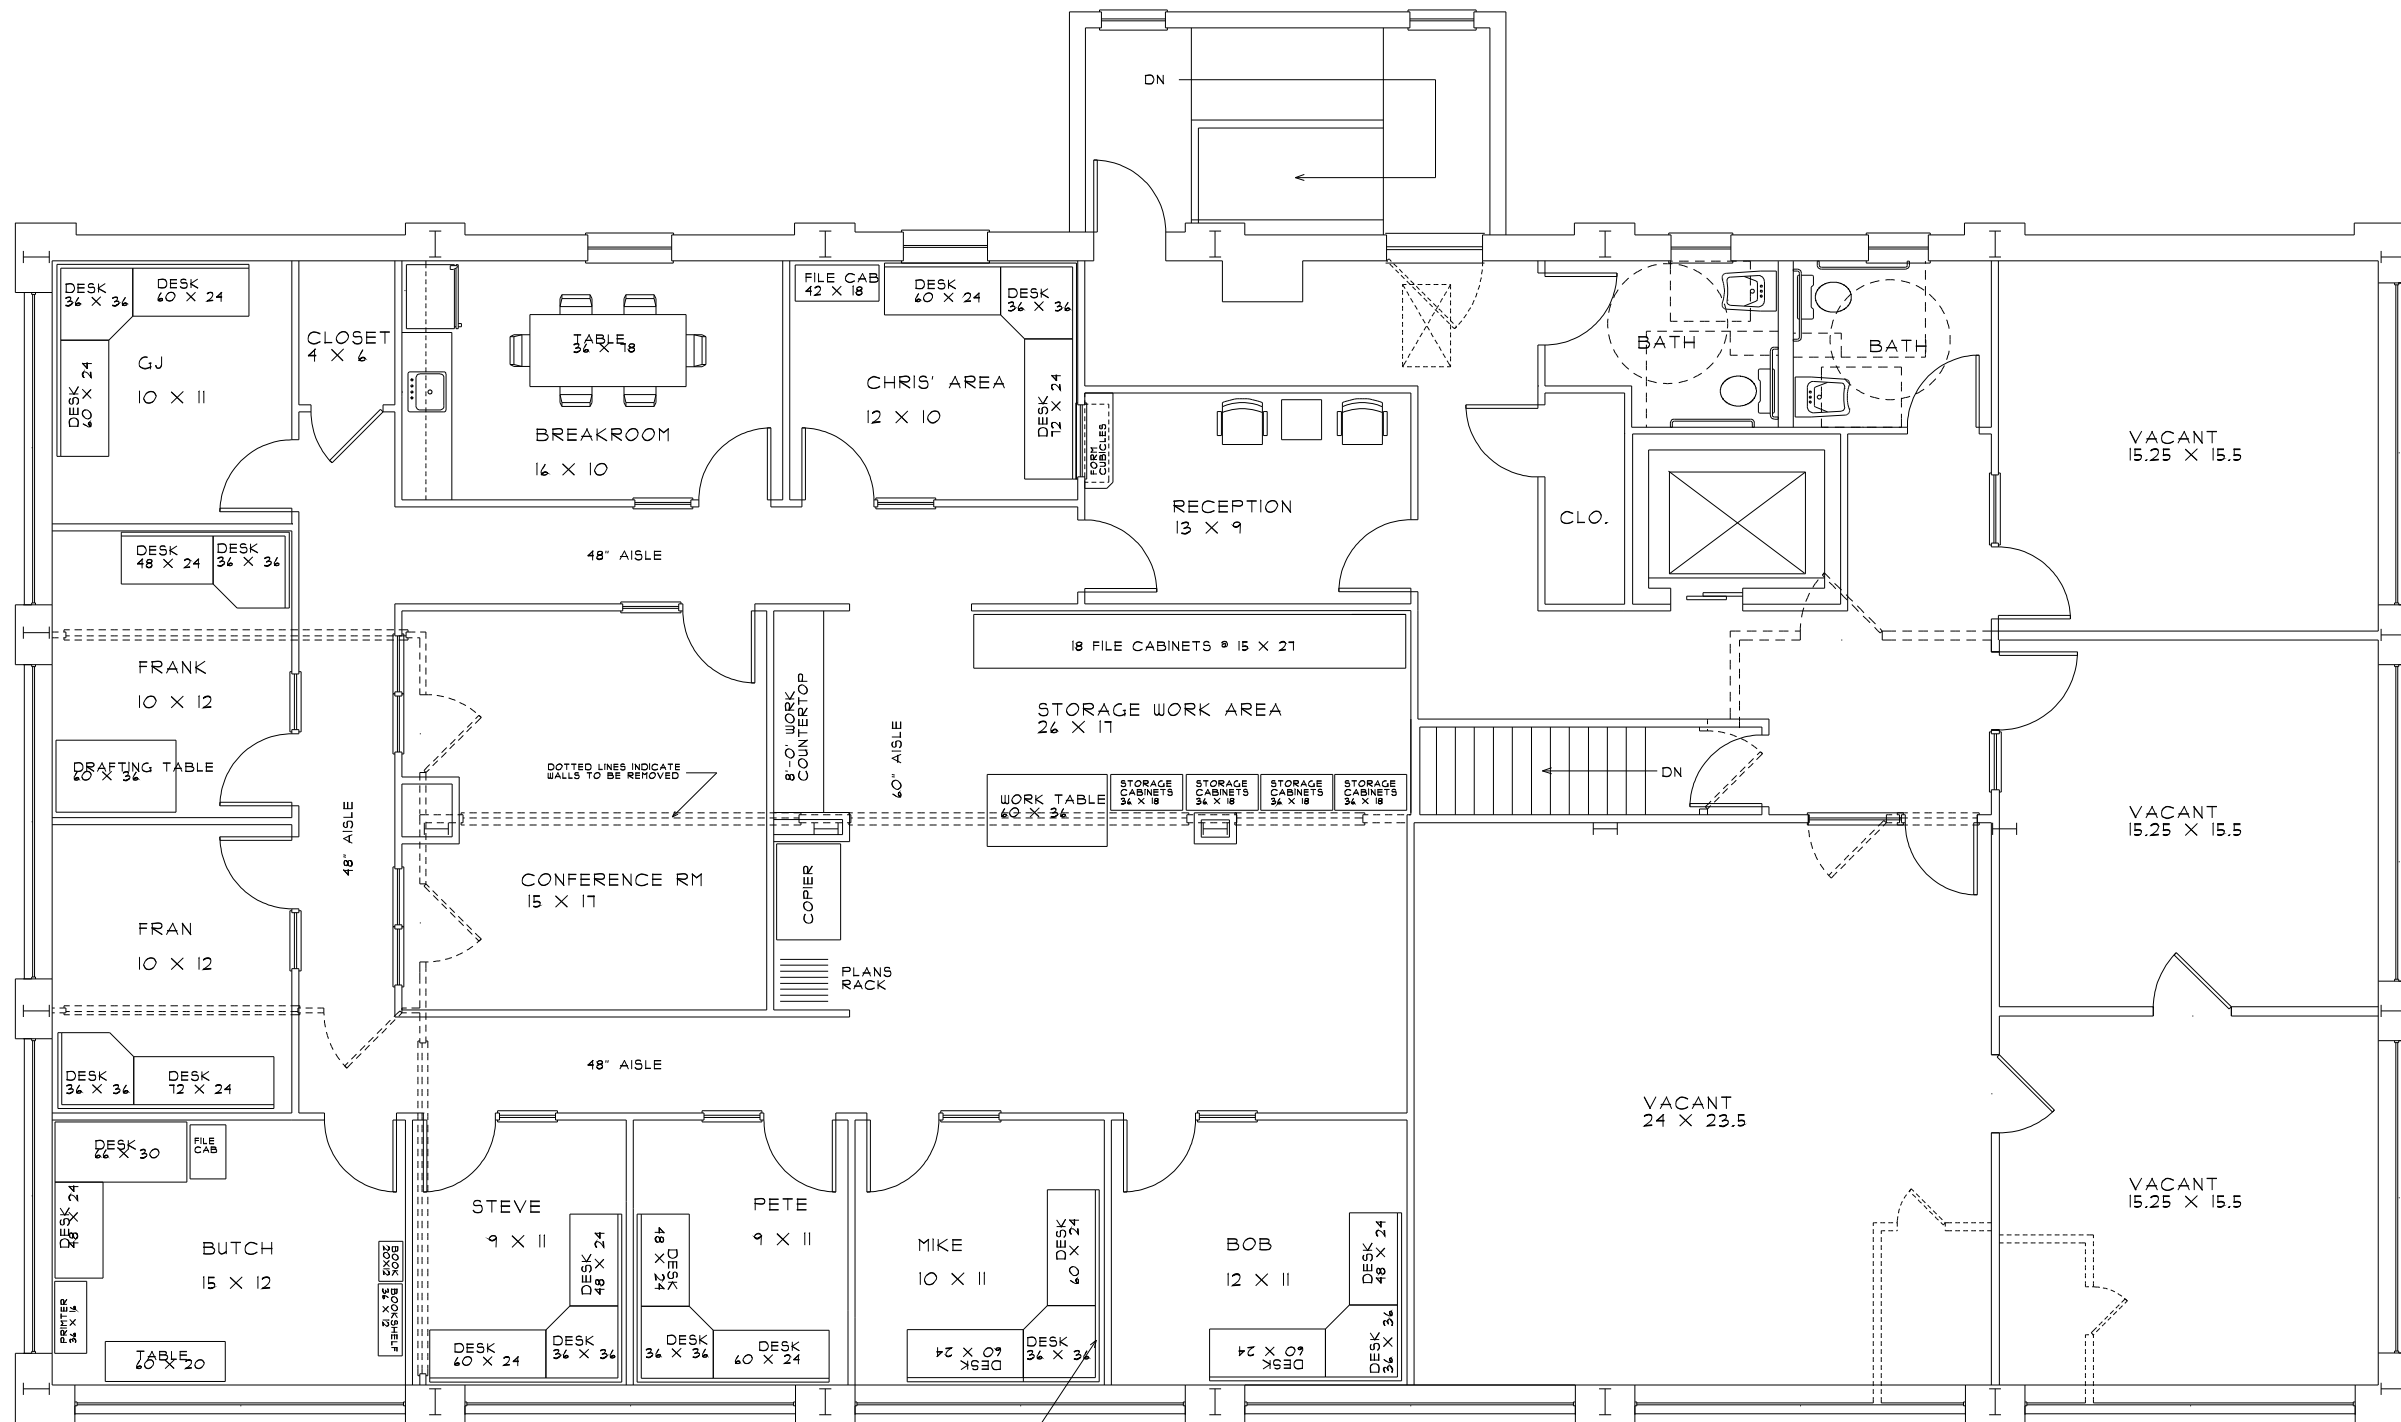 DN
DESK
36 X 36
DESK
60 X 24
DESK
60 X 24
GJ
10 X 11
CLOSET
4 X 6
TABLE
36 X 78
BREAKROOM
16 X 10
FILE CAB
42 X 18
DESK
60 X 24
DESK
36 X 36
DESK
72 X 24
CHRIS' AREA
12 X 10
FORM
CUBICLES
RECEPTION
13 X 9
BATH
BATH
CLO.
VACANT
15.25 X 15.5
48" AISLE
DESK
48 X 24
DESK
36 X 36
FRANK
10 X 12
DRAFTING TABLE
60 X 36
DOTTED LINES INDICATE
WALLS TO BE REMOVED
8'-0' WORK
COUNTERTOP
60" AISLE
18 FILE CABINETS @ 15 X 27
STORAGE WORK AREA
26 X 17
WORK TABLE
60 X 36
STORAGE
CABINETS
36 X 18
STORAGE
CABINETS
36 X 18
STORAGE
CABINETS
36 X 18
STORAGE
CABINETS
36 X 18
DN
VACANT
15.25 X 15.5
48" AISLE
FRAN
10 X 12
DESK
36 X 36
DESK
72 X 24
CONFERENCE RM
15 X 17
COPIER
PLANS
RACK
48" AISLE
VACANT
24 X 23.5
VACANT
15.25 X 15.5
DESK
66 X 30
FILE
CAB
DESK
48 X 24
BUTCH
15 X 12
PRINTER
36 X 16
TABLE
60 X 20
BOOK
20X12
BOOKSHELF
36 X 12
STEVE
9 X 11
DESK
48 X 24
DESK
60 X 24
DESK
36 X 36
PETE
9 X 11
DESK
48 X 24
DESK
36 X 36
DESK
60 X 24
MIKE
10 X 11
DESK
60 X 24
DESK
60 X 24
DESK
36 X 36
BOB
12 X 11
DESK
48 X 24
DESK
60 X 24
DESK
36 X 36